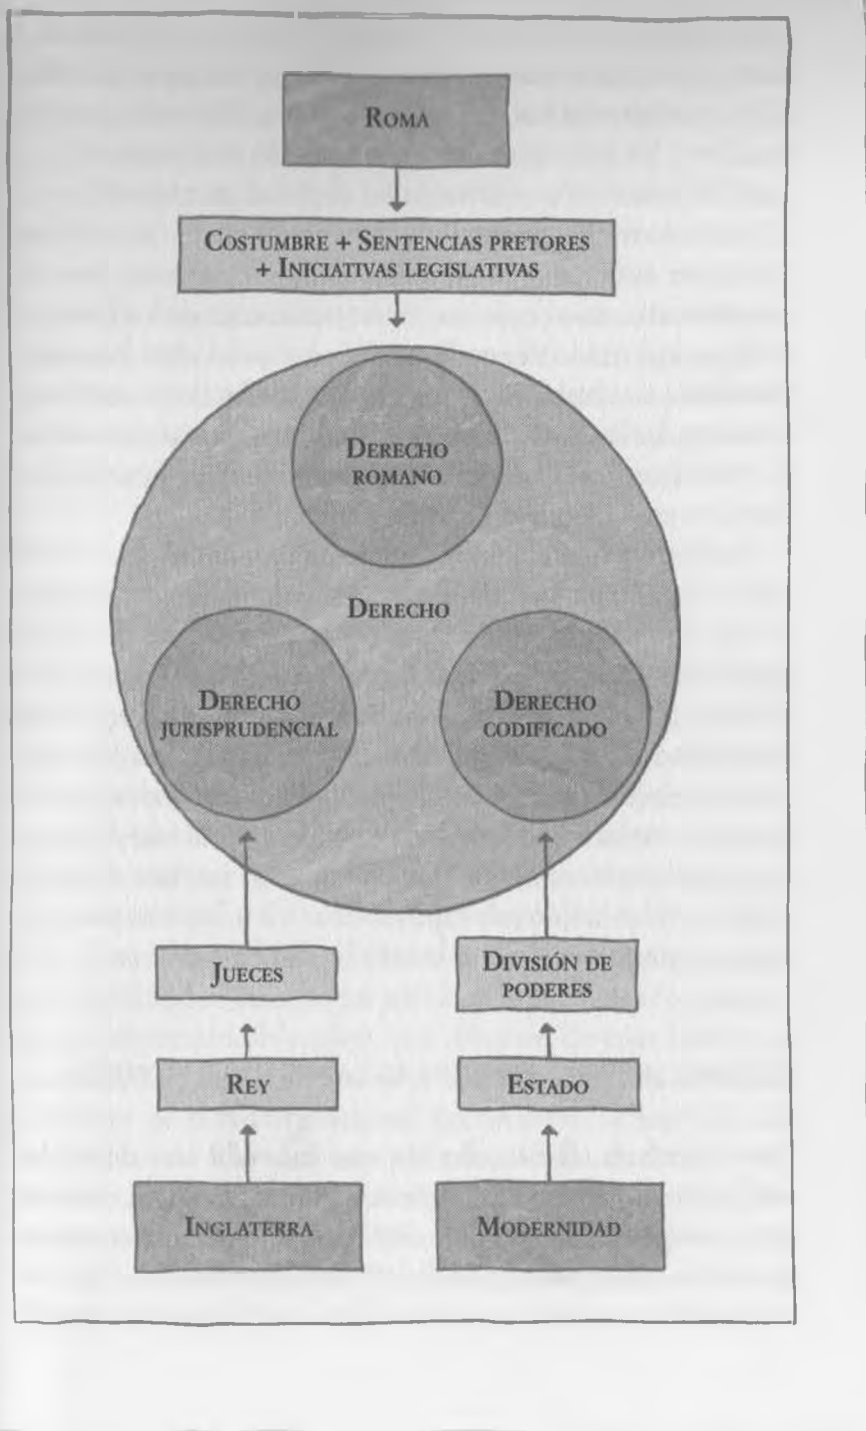 ROMA
COSTUMBRE + SENTENCIAS PRETORES
+ INICIATIVAS LEGISLATIVAS
DERECHO
ROMANO
DERECHO
DERECHO
JURISPRUDENCIAL
DERECHO
CODIFICADO
JUECES
DIVISIÓN DE
PODERES
REY
ESTADO
INGLATERRA
MODERNIDAD